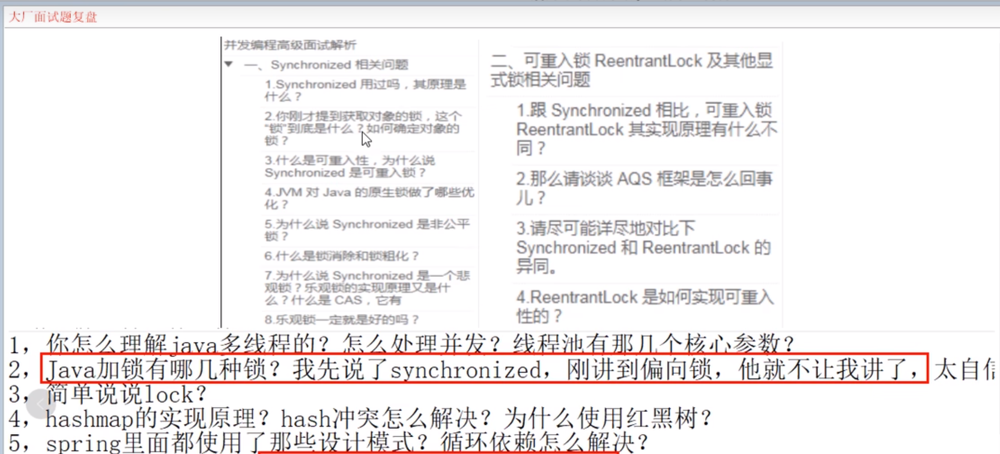 大厂面试题复盘
并发编程高级面试解析
一、Synchronized 相关问题
1.Synchronized 用过吗，其原理是
什么？
2.你刚才提到获取对象的锁，这个
“锁”到底是什么？如何确定对象的
锁？
3.什么是可重入性，为什么说
Synchronized 是可重入锁？
4.JVM 对 Java 的原生锁做了哪些优
化？
5.为什么说 Synchronized 是非公平
锁？
6.什么是锁消除和锁粗化？
7.为什么说 Synchronized 是一个悲
观锁？乐观锁的实现原理又是什
么？什么是 CAS，它有
8.乐观锁一定就是好的吗？
二、可重入锁 ReentrantLock 及其他显
式锁相关问题
1.跟 Synchronized 相比，可重入锁
ReentrantLock 其实现原理有什么不
同？
2.那么请谈谈 AQS 框架是怎么回事
儿？
3.请尽可能详尽地对比下
Synchronized 和 ReentrantLock 的
异同。
4.ReentrantLock 是如何实现可重入
性的？
1，你怎么理解java多线程的？怎么处理并发？线程池有那几个核心参数？
2，Java加锁有哪几种锁？我先说了synchronized，刚讲到偏向锁，他就不让我讲了，太自信
3，简单说说lock？
4，hashmap的实现原理？hash冲突怎么解决？为什么使用红黑树？
5，spring里面都使用了那些设计模式？循环依赖怎么解决？